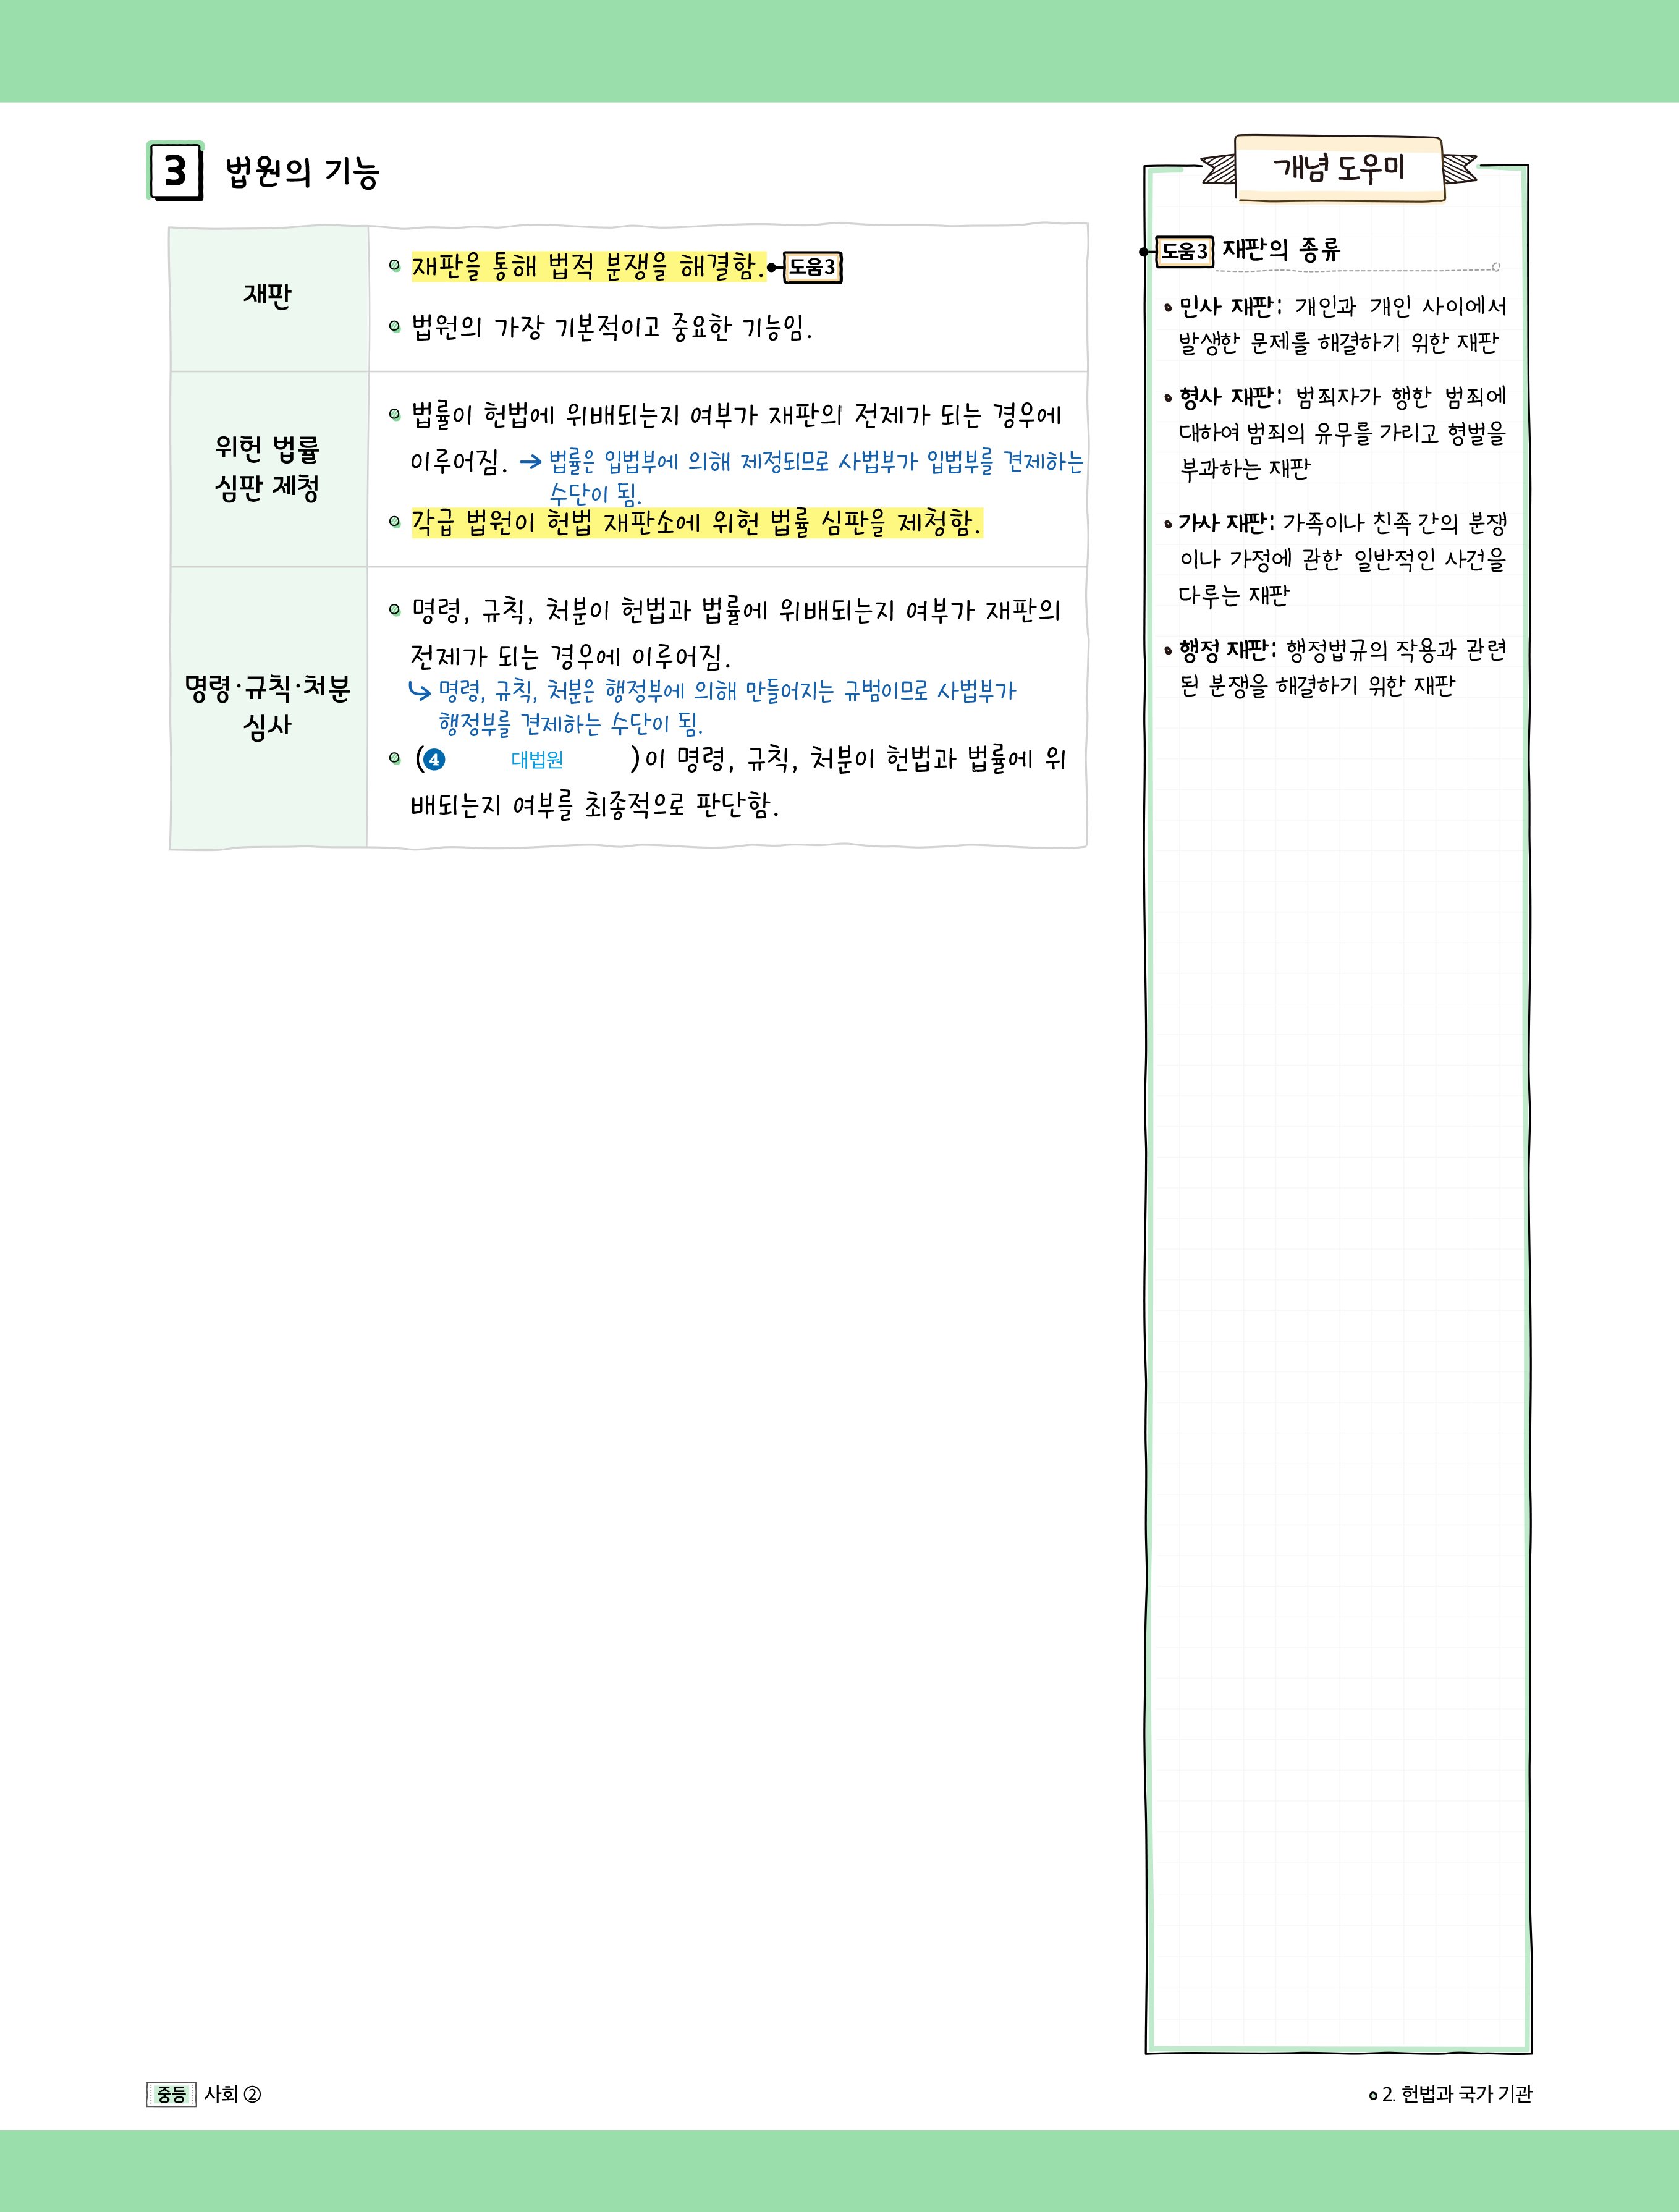 3 법원의 기능
재판
재판을 통해 법적 분쟁을 해결함. 도움3
법원의 가장 기본적이고 중요한 기능임.
위헌 법률
심판 제청
법률이 헌법에 위배되는지 여부가 재판의 전제가 되는 경우에
이루어짐. → 법률은 입법부에 의해 제정되므로 사법부가 입법부를 견제하는
수단이 됨.
각급 법원이 헌법 재판소에 위헌 법률 심판을 제청함.
명령·규칙·처분
심사
명령, 규칙, 처분이 헌법과 법률에 위배되는지 여부가 재판의
전제가 되는 경우에 이루어짐.
명령, 규칙, 처분은 행정부에 의해 만들어지는 규범이므로 사법부가
행정부를 견제하는 수단이 됨.
(4 대법원 )이 명령, 규칙, 처분이 헌법과 법률에 위
배되는지 여부를 최종적으로 판단함.
개념 도우미
도움3 재판의 종류
• 민사 재판: 개인과 개인 사이에서
발생한 문제를 해결하기 위한 재판
• 형사 재판: 범죄자가 행한 범죄에
대하여 범죄의 유무를 가리고 형벌을
부과하는 재판
• 가사 재판: 가족이나 친족 간의 분쟁
이나 가정에 관한 일반적인 사건을
다루는 재판
• 행정 재판: 행정법규의 작용과 관련
된 분쟁을 해결하기 위한 재판
중등 사회 ②
2. 헌법과 국가 기관